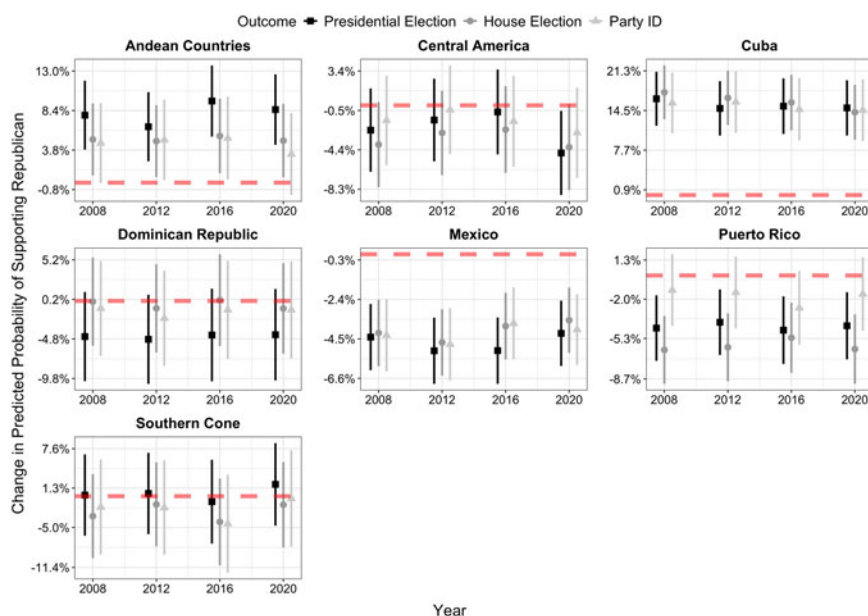 Outcome Presidential Election House Election Party ID
Change in Predicted Probability of Supporting Republican
Andean Countries
13.0%
8.4%
3.8%
-0.8%
2008 2012 2016 2020
Central America
3.4%
-0.5%
-4.4%
-8.3%
2008 2012 2016 2020
Cuba
21.3%
14.5%
7.7%
0.9%
2008 2012 2016 2020
Dominican Republic
5.2%
0.2%
-4.8%
-9.8%
2008 2012 2016 2020
Mexico
-0.3%
-2.4%
-4.5%
-6.6%
2008 2012 2016 2020
Puerto Rico
1.3%
-2.0%
-5.3%
-8.7%
2008 2012 2016 2020
Southern Cone
7.6%
1.3%
-5.0%
-11.4%
2008 2012 2016 2020
Year